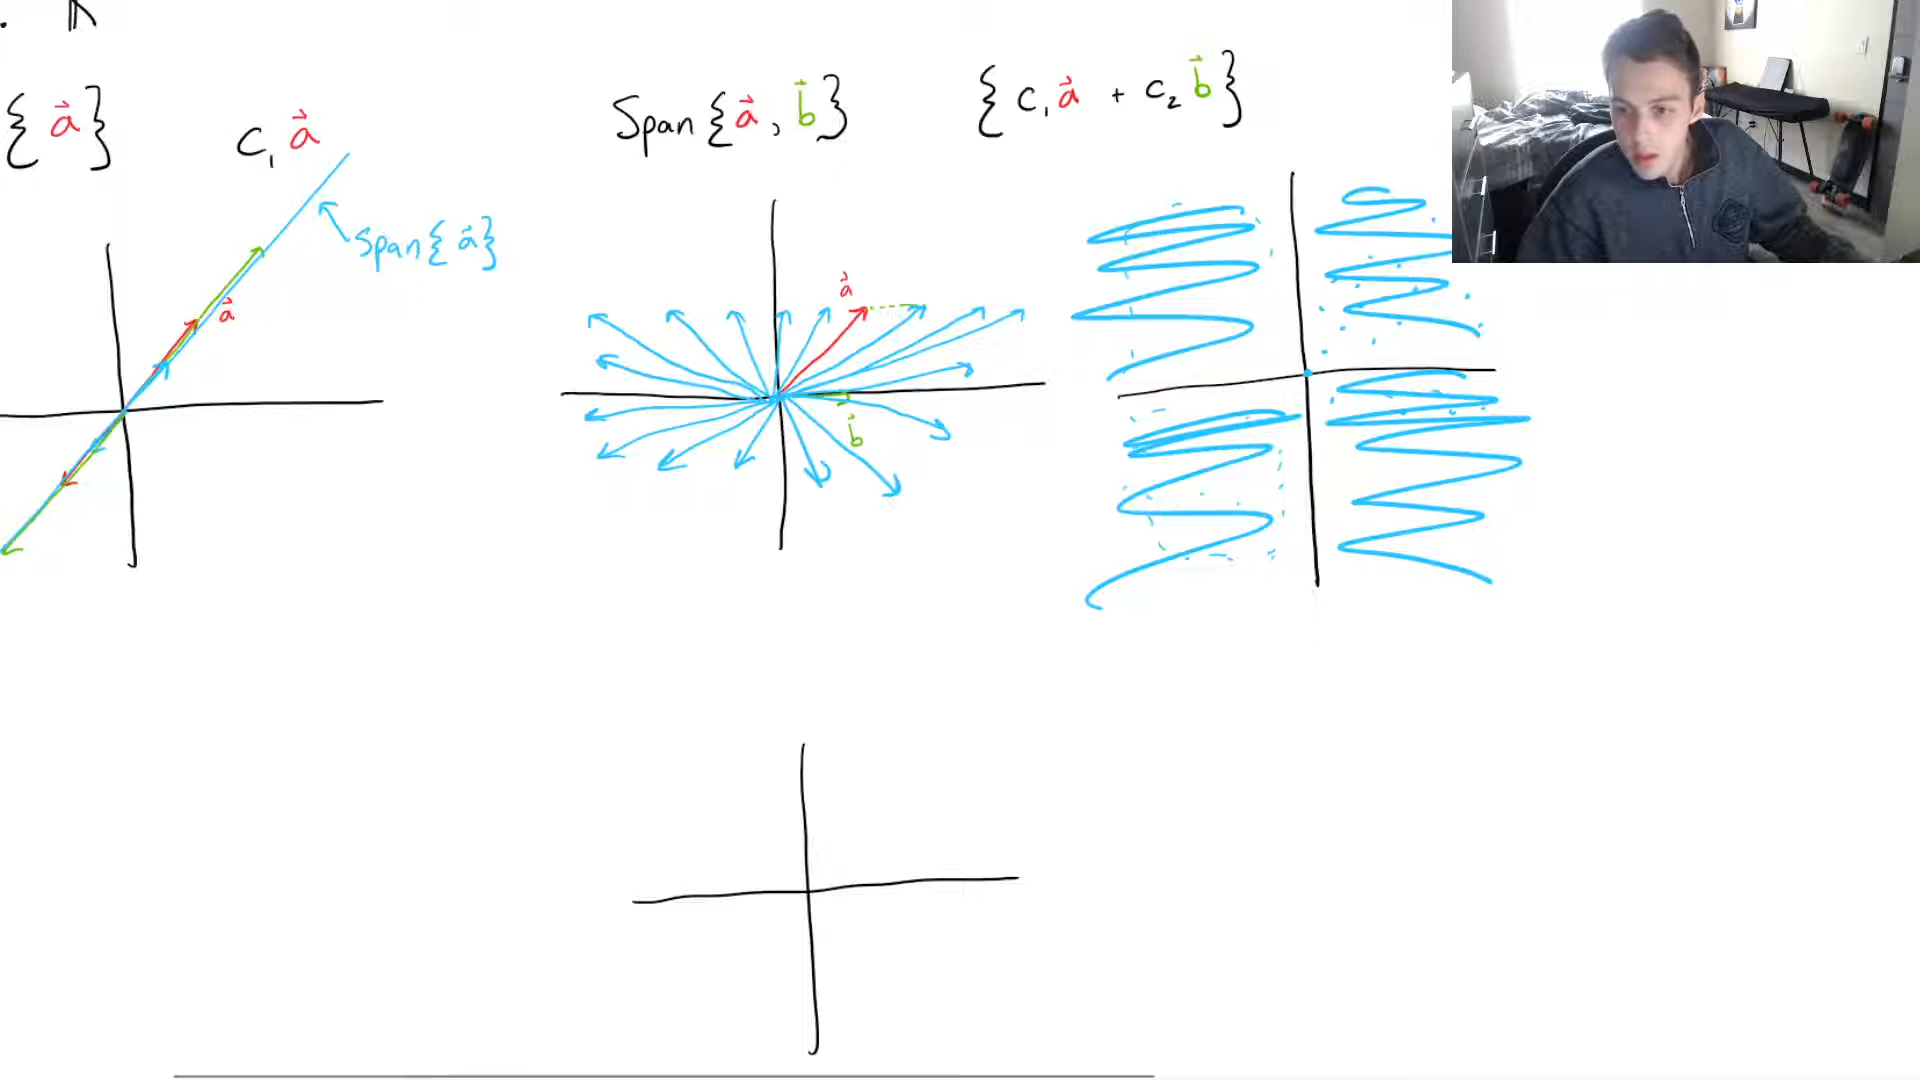 {a⃗}
c₁a⃗
Span{a⃗}
a⃗
Span{a⃗, b⃗}
{c₁a⃗ + c₂b⃗}
a⃗
b⃗